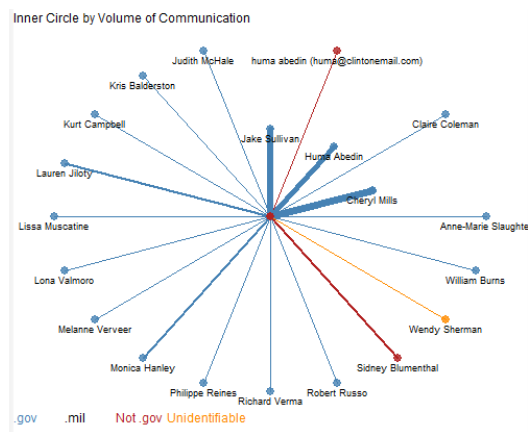 Inner Circle by Volume of Communication
Judith McHale
huma abedin (huma@clintonemail.com)
Kris Balderston
Kurt Campbell
Claire Coleman
Jake Sullivan
Huma Abedin
Lauren Jiloty
Cheryl Mills
Lissa Muscatine
Anne-Marie Slaughte
Lona Valmoro
William Burns
Melanne Verveer
Wendy Sherman
Monica Hanley
Sidney Blumenthal
Philippe Reines
Robert Russo
Richard Verma
.gov .mil Not .gov Unidentifiable